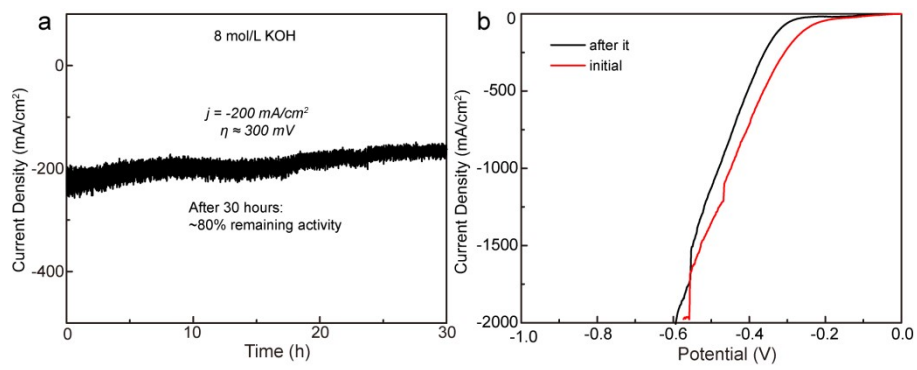 a
8 mol/L KOH
j = -200 mA/cm²
η ≈ 300 mV
After 30 hours:
~80% remaining activity
0
-200
-400
Current Density (mA/cm²)
0
10
20
30
Time (h)
b
after it
initial
0
-500
-1000
-1500
-2000
Current Density (mA/cm²)
-1.0
-0.8
-0.6
-0.4
-0.2
0.0
Potential (V)